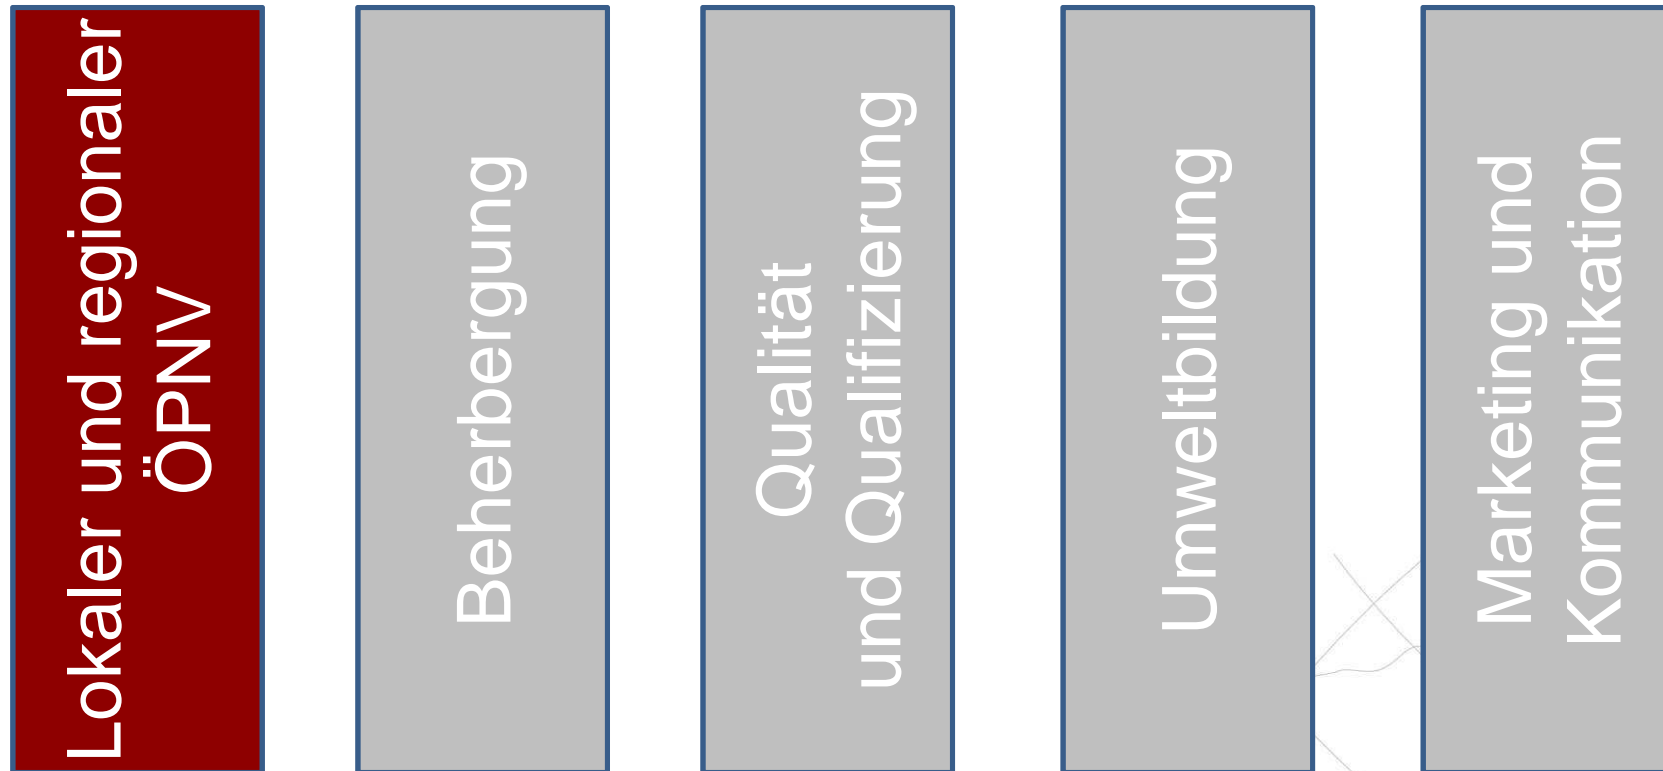 Lokaler und regionaler
ÖPNV
Beherbergung
Qualität
und Qualifizierung
Umweltbildung
Marketing und
Kommunikation